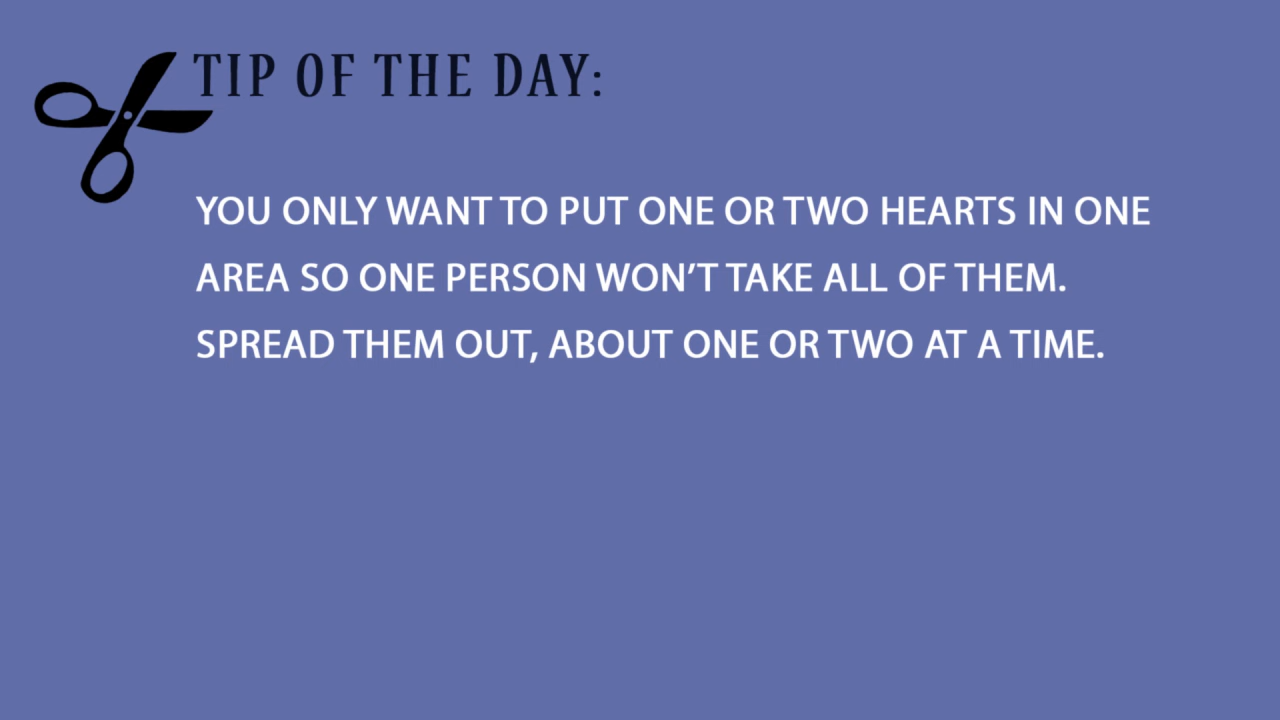 TIP OF THE DAY:
YOU ONLY WANT TO PUT ONE OR TWO HEARTS IN ONE
AREA SO ONE PERSON WON’T TAKE ALL OF THEM.
SPREAD THEM OUT, ABOUT ONE OR TWO AT A TIME.